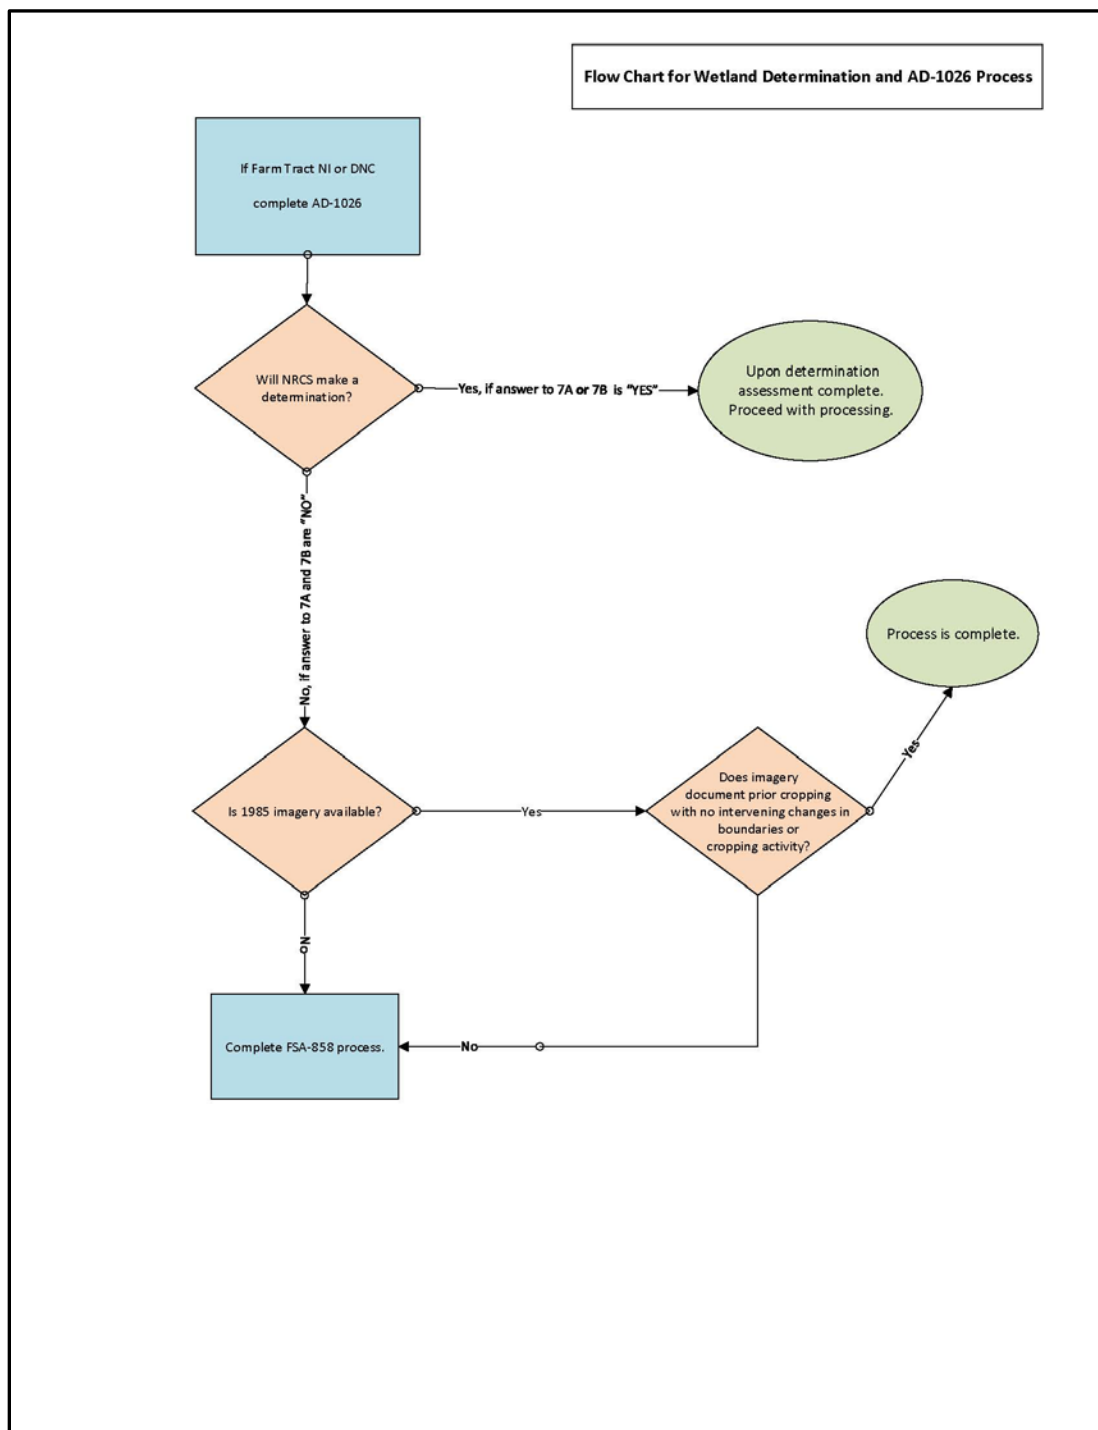 Flow Chart for Wetland Determination and AD-1026 Process
If Farm Tract NI or DNC
complete AD-1026
Will NRCS make a
determination?
Yes, if answer to 7A or 7B is "YES"
Upon determination
assessment complete.
Proceed with processing.
No, if answer to 7A and 7B are "NO"
Process is complete.
Is 1985 imagery available?
Yes
Does imagery
document prior cropping
with no intervening changes in
boundaries or
cropping activity?
Yes
No
Complete FSA-858 process.
No